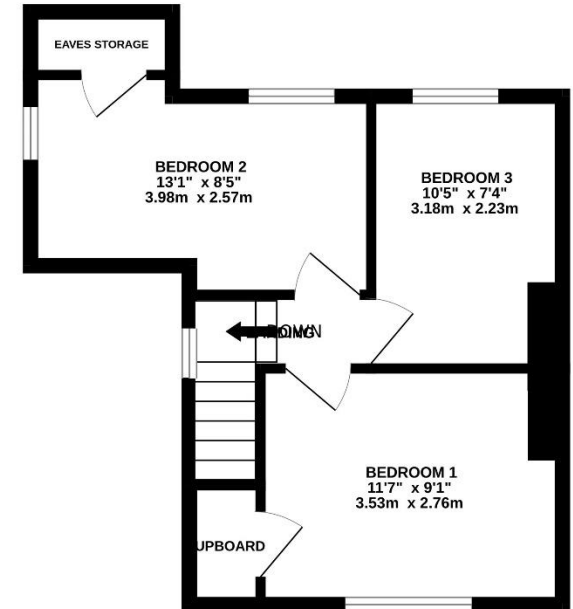 EAVES STORAGE
BEDROOM 2
13'1" x 8'5"
3.98m x 2.57m
BEDROOM 3
10'5" x 7'4"
3.18m x 2.23m
DOWN
BEDROOM 1
11'7" x 9'1"
3.53m x 2.76m
UPBOARD